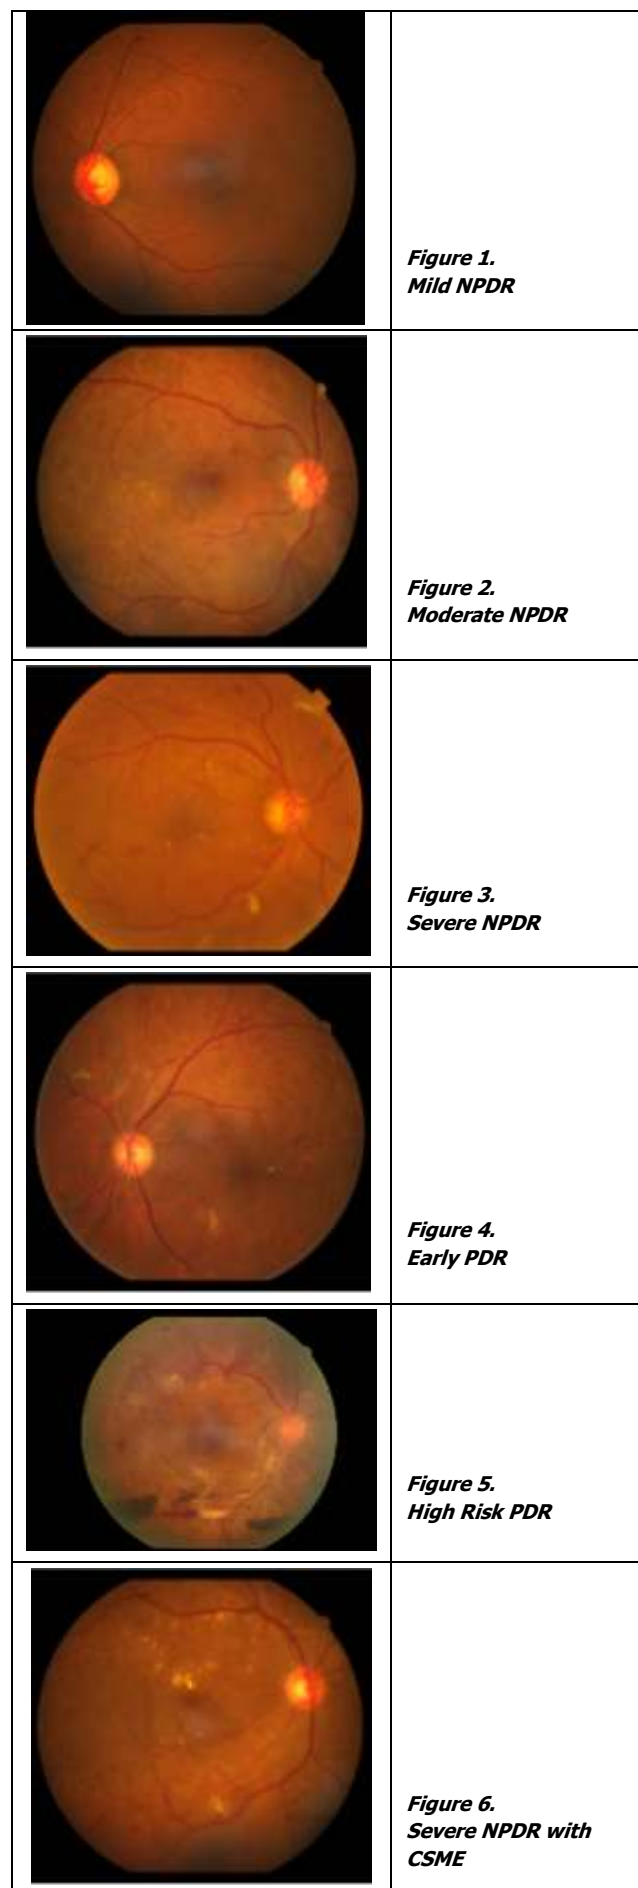 Figure 1.
Mild NPDR
Figure 2.
Moderate NPDR
Figure 3.
Severe NPDR
Figure 4.
Early PDR
Figure 5.
High Risk PDR
Figure 6.
Severe NPDR with
CSME